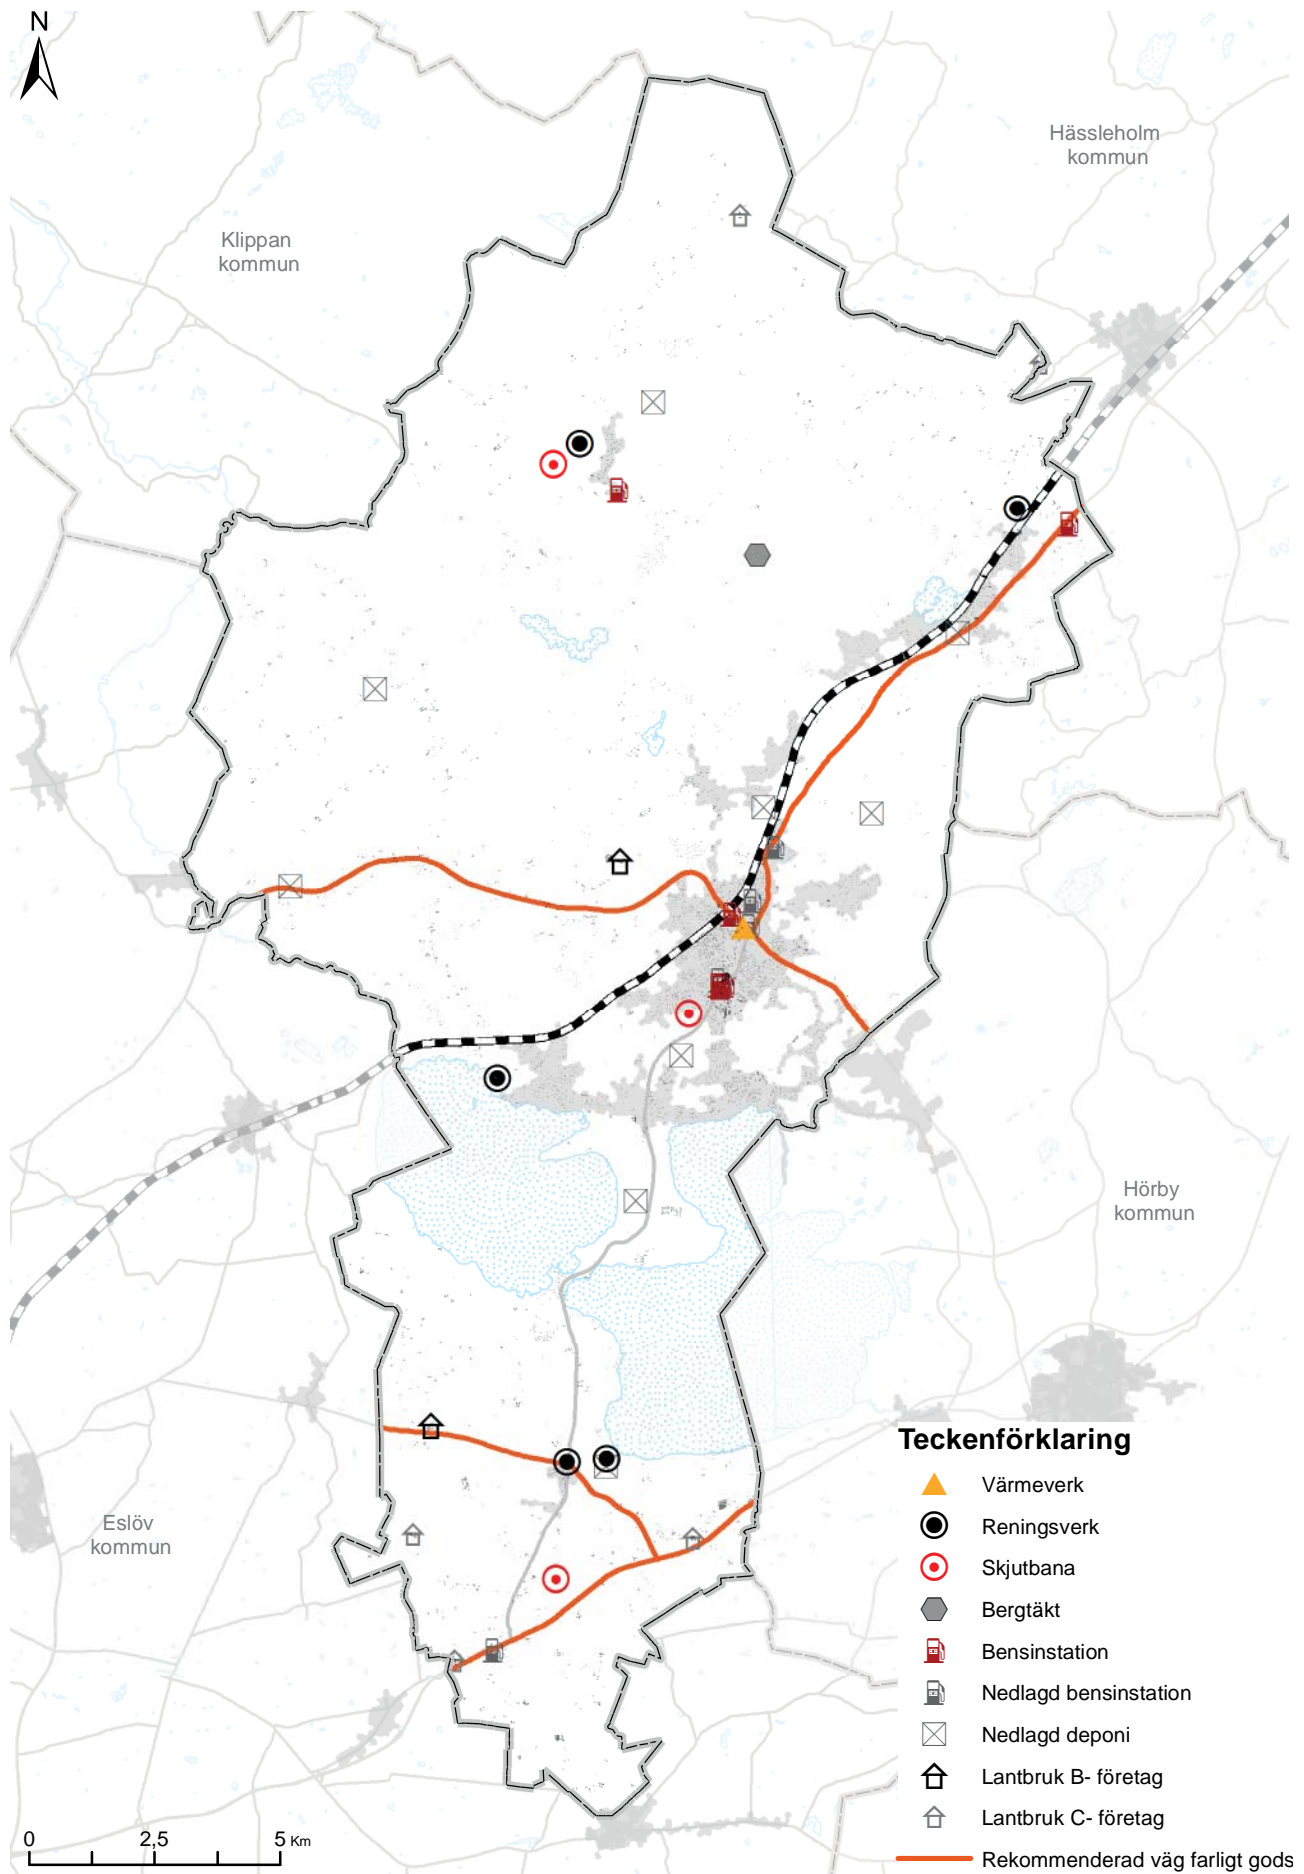 N
Hässleholm
kommun
Klippan
kommun
Hörby
kommun
Eslöv
kommun
Teckenförklaring
Värmeverk
Reningsverk
Skjutbana
Bergtäkt
Bensinstation
Nedlagd bensinstation
Nedlagd deponi
Lantbruk B- företag
Lantbruk C- företag
Rekommenderad väg farligt gods
0 2,5 5 Km